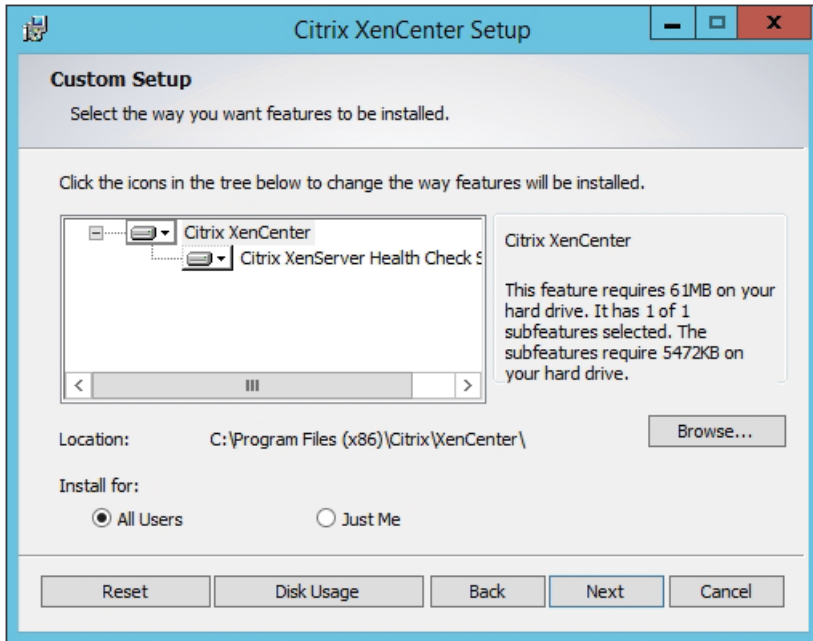 Citrix XenCenter Setup
Custom Setup
Select the way you want features to be installed.
Click the icons in the tree below to change the way features will be installed.
Citrix XenCenter
Citrix XenServer Health Check S
Citrix XenCenter
This feature requires 61MB on your
hard drive. It has 1 of 1
subfeatures selected. The
subfeatures require 5472KB on
your hard drive.
Location: C:\Program Files (x86)\Citrix\XenCenter\
Browse...
Install for:
All Users Just Me
Reset Disk Usage Back Next Cancel